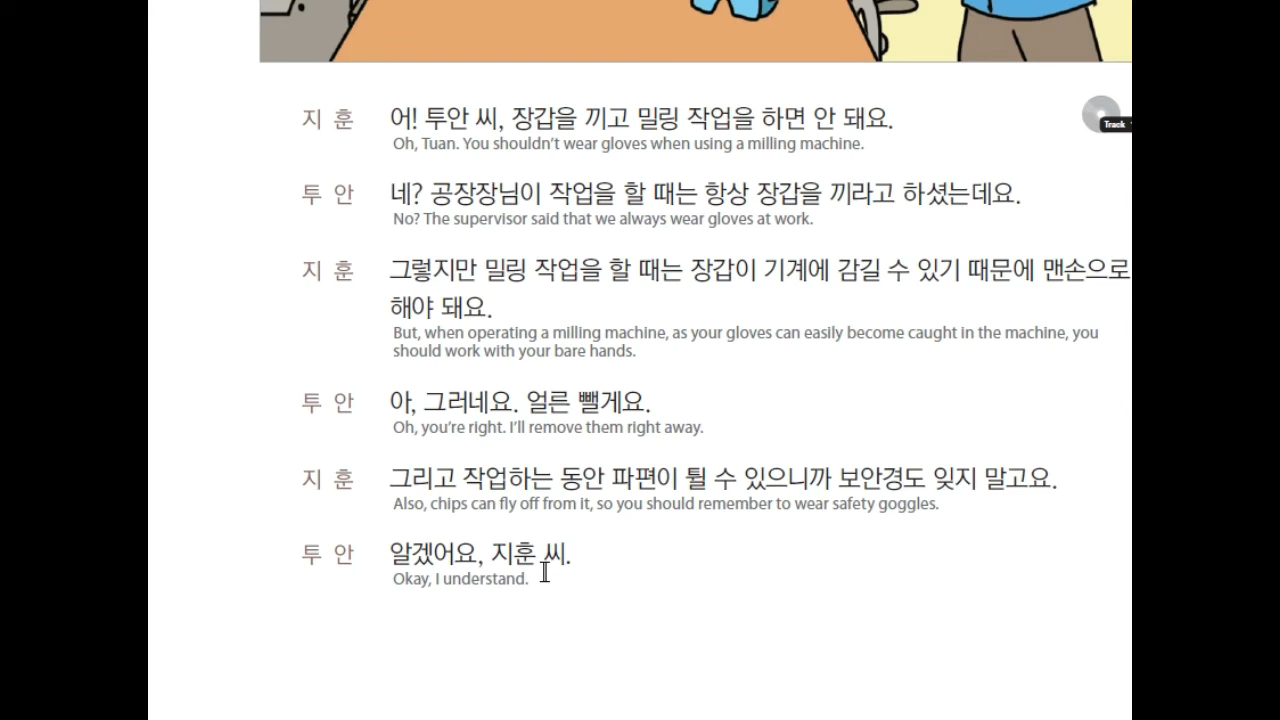 지 훈 어! 투안 씨, 장갑을 끼고 밀링 작업을 하면 안 돼요.
Oh, Tuan. You shouldn't wear gloves when using a milling machine.
Track
투 안 네? 공장장님이 작업을 할 때는 항상 장갑을 끼라고 하셨는데요.
No? The supervisor said that we always wear gloves at work.
지 훈 그렇지만 밀링 작업을 할 때는 장갑이 기계에 감길 수 있기 때문에 맨손으로
해야 돼요.
But, when operating a milling machine, as your gloves can easily become caught in the machine, you
should work with your bare hands.
투 안 아, 그러네요. 얼른 뺄게요.
Oh, you're right. I'll remove them right away.
지 훈 그리고 작업하는 동안 파편이 튈 수 있으니까 보안경도 잊지 말고요.
Also, chips can fly off from it, so you should remember to wear safety goggles.
투 안 알겠어요, 지훈 씨.
Okay, I understand.